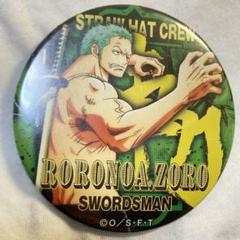 STRAW HAT CREW
RORONOA.ZORO
SWORDSMAN
©O/S・F・T